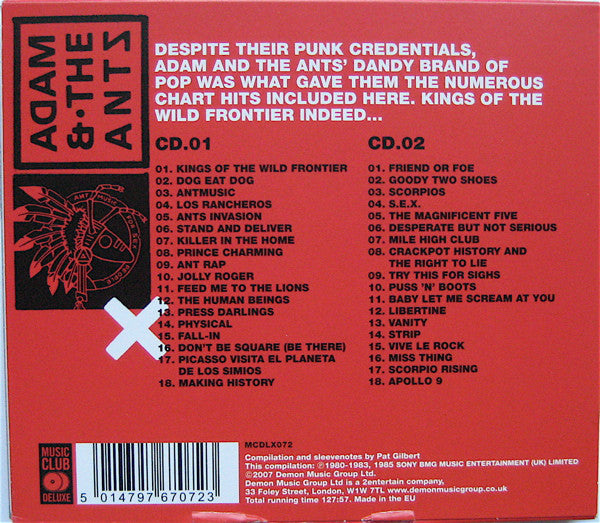 ADAM
&·THE
ANTZ
DESPITE THEIR PUNK CREDENTIALS,
ADAM AND THE ANTS' DANDY BRAND OF
POP WAS WHAT GAVE THEM THE NUMEROUS
CHART HITS INCLUDED HERE. KINGS OF THE
WILD FRONTIER INDEED...
ANT MUSIC FOR SEX PEOPLE
CD.01
01. KINGS OF THE WILD FRONTIER
02. DOG EAT DOG
03. ANTMUSIC
04. LOS RANCHEROS
05. ANTS INVASION
06. STAND AND DELIVER
07. KILLER IN THE HOME
08. PRINCE CHARMING
09. ANT RAP
10. JOLLY ROGER
11. FEED ME TO THE LIONS
12. THE HUMAN BEINGS
13. PRESS DARLINGS
14. PHYSICAL
15. FALL-IN
16. DON'T BE SQUARE (BE THERE)
17. PICASSO VISITA EL PLANETA
DE LOS SIMIOS
18. MAKING HISTORY
CD.02
01. FRIEND OR FOE
02. GOODY TWO SHOES
03. SCORPIOS
04. S.E.X.
05. THE MAGNIFICENT FIVE
06. DESPERATE BUT NOT SERIOUS
07. MILE HIGH CLUB
08. CRACKPOT HISTORY AND
THE RIGHT TO LIE
09. TRY THIS FOR SIGHS
10. PUSS 'N' BOOTS
11. BABY LET ME SCREAM AT YOU
12. LIBERTINE
13. VANITY
14. STRIP
15. VIVE LE ROCK
16. MISS THING
17. SCORPIO RISING
18. APOLLO 9
MUSIC
CLUB
DELUXE
5 014797 670723
MCDLX072
Compilation and sleevenotes by Pat Gilbert
This compilation: ℗1980-1983, 1985 SONY BMG MUSIC ENTERTAINMENT (UK) LIMITED
©2007 Demon Music Group Ltd.
Demon Music Group Ltd is a 2entertain company,
33 Foley Street, London, W1W 7TL www.demonmusicgroup.co.uk
Total running time 127:57. Made in the EU